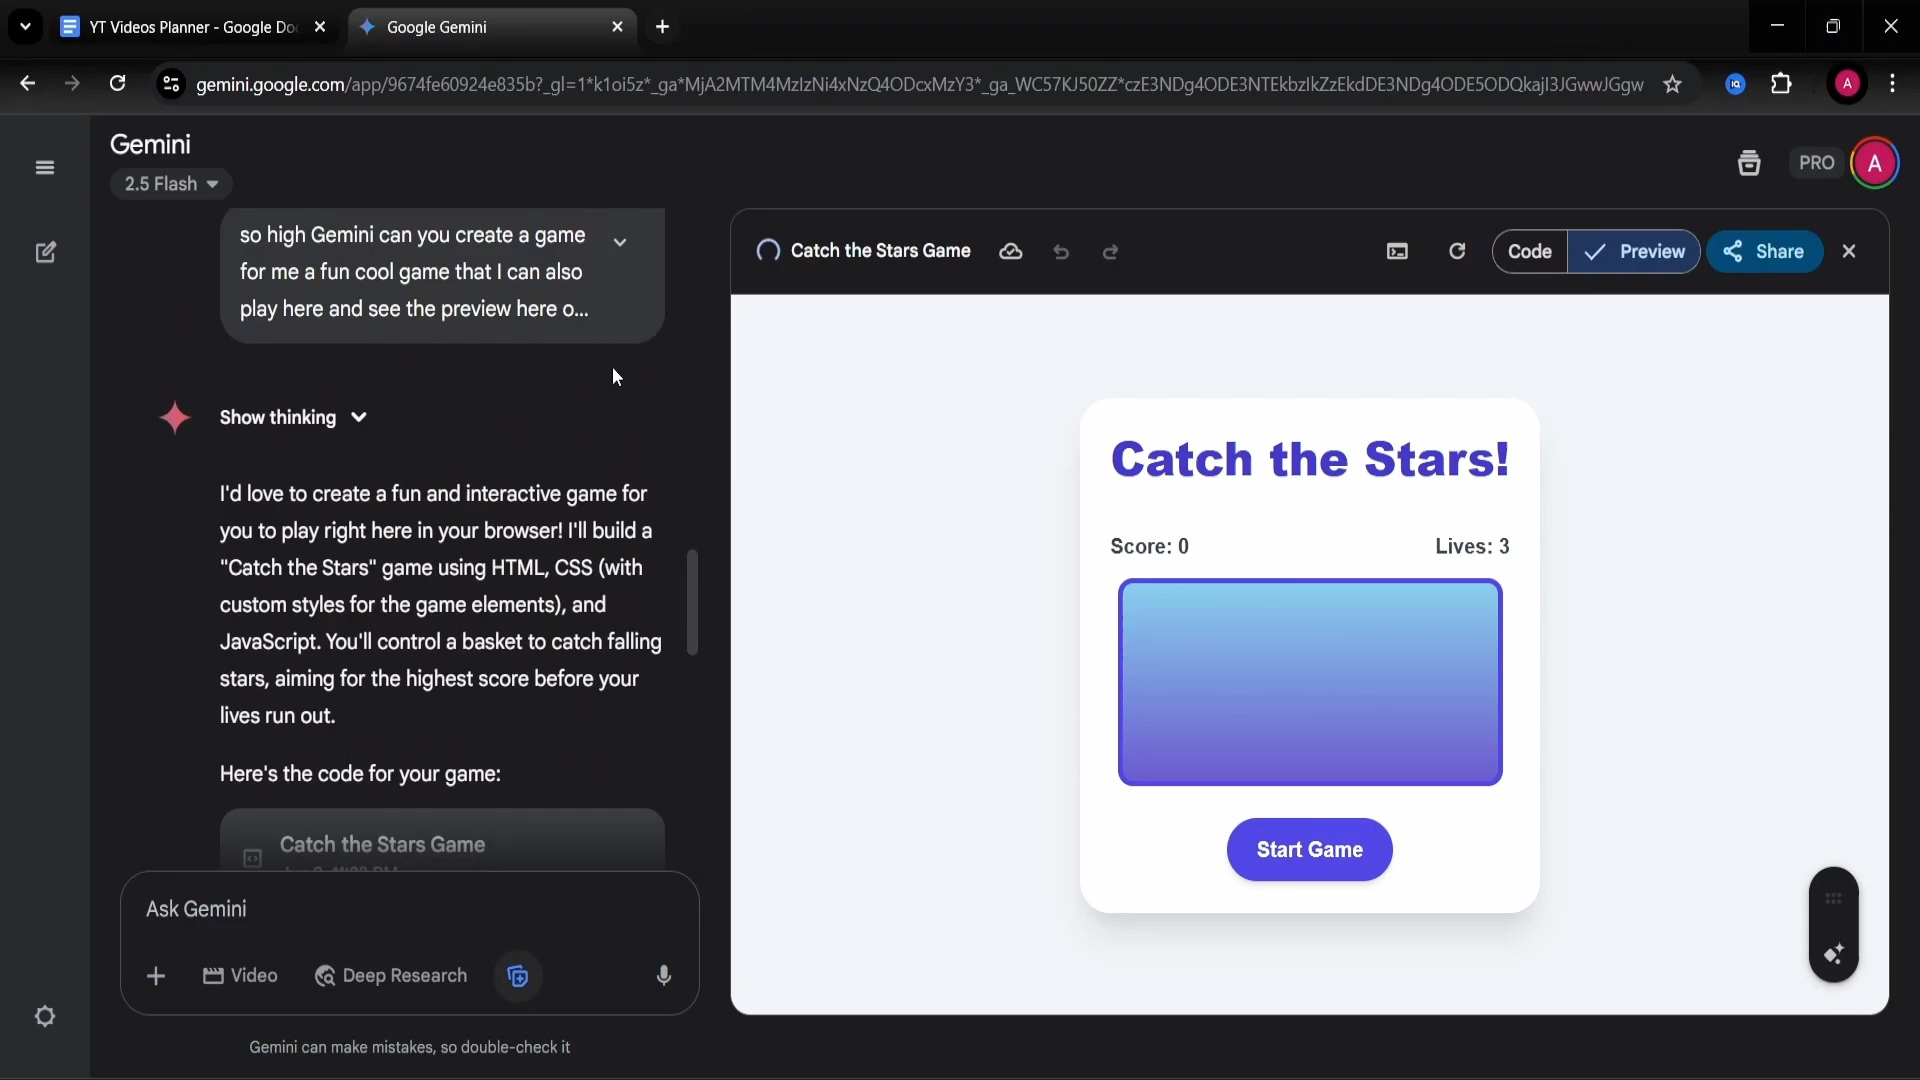 YT Videos Planner - Google Do
Google Gemini
gemini.google.com/app/9674fe60924e835b?_gl=1*k1oi5z*_ga*MjA2MTM4MzIzNi4xNzQ4ODcxMzY3*_ga_WC57KJ50ZZ*czE3NDg4ODE3NTEkbzIkZzEkdDE3NDg4ODE5ODQkajI3JGwwJGgw
A
Gemini
2.5 Flash
PRO
A
so high Gemini can you create a game
for me a fun cool game that I can also
play here and see the preview here o...
Show thinking
I'd love to create a fun and interactive game for
you to play right here in your browser! I'll build a
"Catch the Stars" game using HTML, CSS (with
custom styles for the game elements), and
JavaScript. You'll control a basket to catch falling
stars, aiming for the highest score before your
lives run out.
Here's the code for your game:
Catch the Stars Game
Ask Gemini
Video
Deep Research
Gemini can make mistakes, so double-check it
Catch the Stars Game
Code
Preview
Share
Catch the Stars!
Score: 0
Lives: 3
Start Game